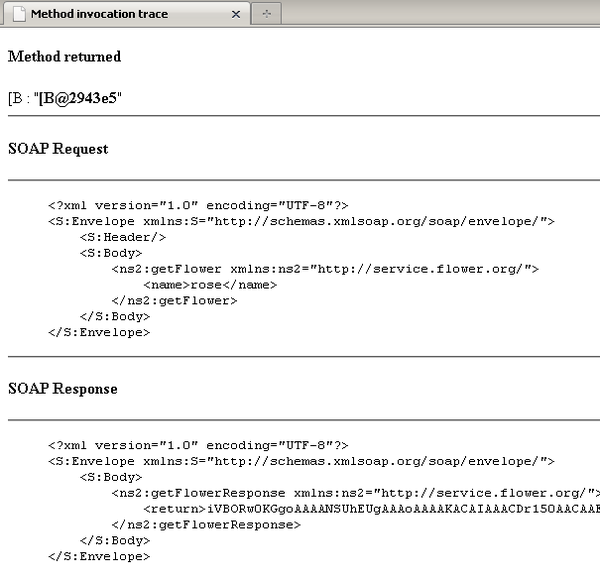 Method invocation trace
Method returned
[B : "[B@2943e5"
SOAP Request
<?xml version="1.0" encoding="UTF-8"?>
<S:Envelope xmlns:S="http://schemas.xmlsoap.org/soap/envelope/">
<S:Header/>
<S:Body>
<ns2:getFlower xmlns:ns2="http://service.flower.org/">
<name>rose</name>
</ns2:getFlower>
</S:Body>
</S:Envelope>
SOAP Response
<?xml version="1.0" encoding="UTF-8"?>
<S:Envelope xmlns:S="http://schemas.xmlsoap.org/soap/envelope/">
<S:Body>
<ns2:getFlowerResponse xmlns:ns2="http://service.flower.org/">
<return>iVBORw0KGgoAAAANSUhEUgAAAoAAAAKACAIAAACDr150AACAAE
</ns2:getFlowerResponse>
</S:Body>
</S:Envelope>